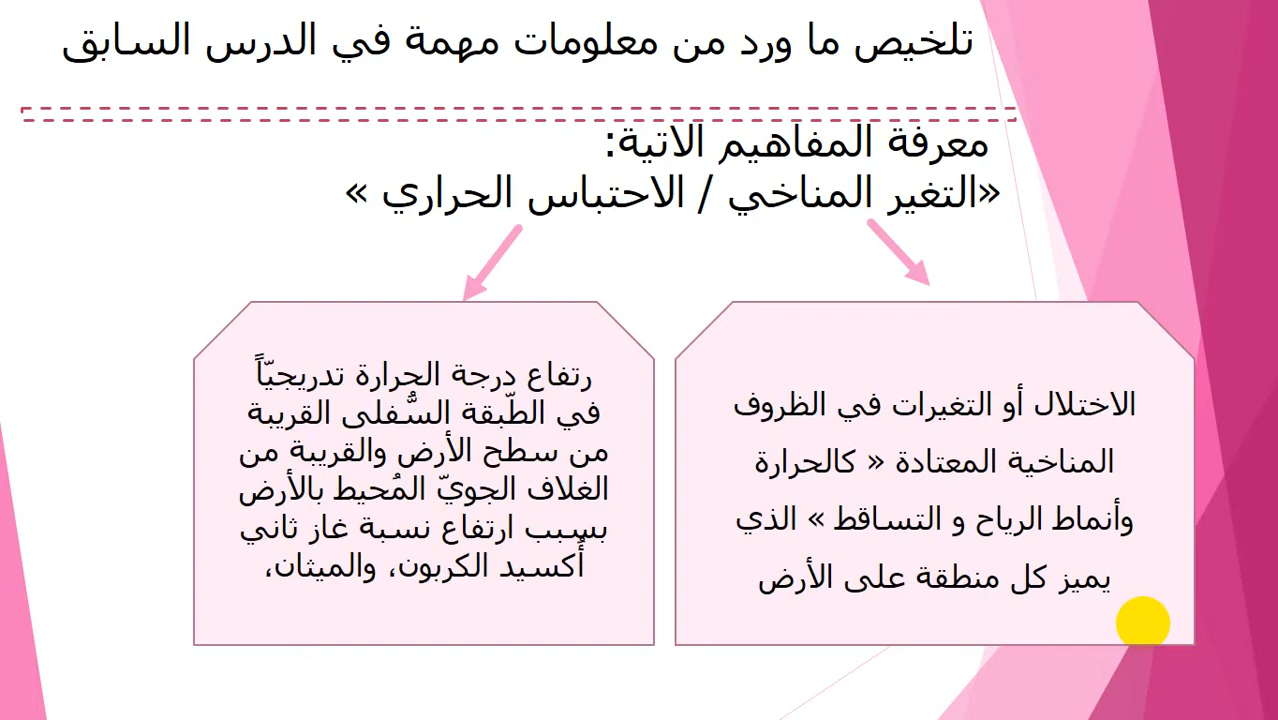 تلخيص ما ورد من معلومات مهمة في الدرس السابق
معرفة المفاهيم الاتية:
«التغير المناخي / الاحتباس الحراري »
الاختلال أو التغيرات في الظروف
المناخية المعتادة « كالحرارة
وأنماط الرياح و التساقط » الذي
يميز كل منطقة على الأرض
رتفاع درجة الحرارة تدريجيّاً
في الطّبقة السُّفلى القريبة
من سطح الأرض والقريبة من
الغلاف الجويّ المُحيط بالأرض
بسبب ارتفاع نسبة غاز ثاني
أُكسيد الكربون، والميثان،